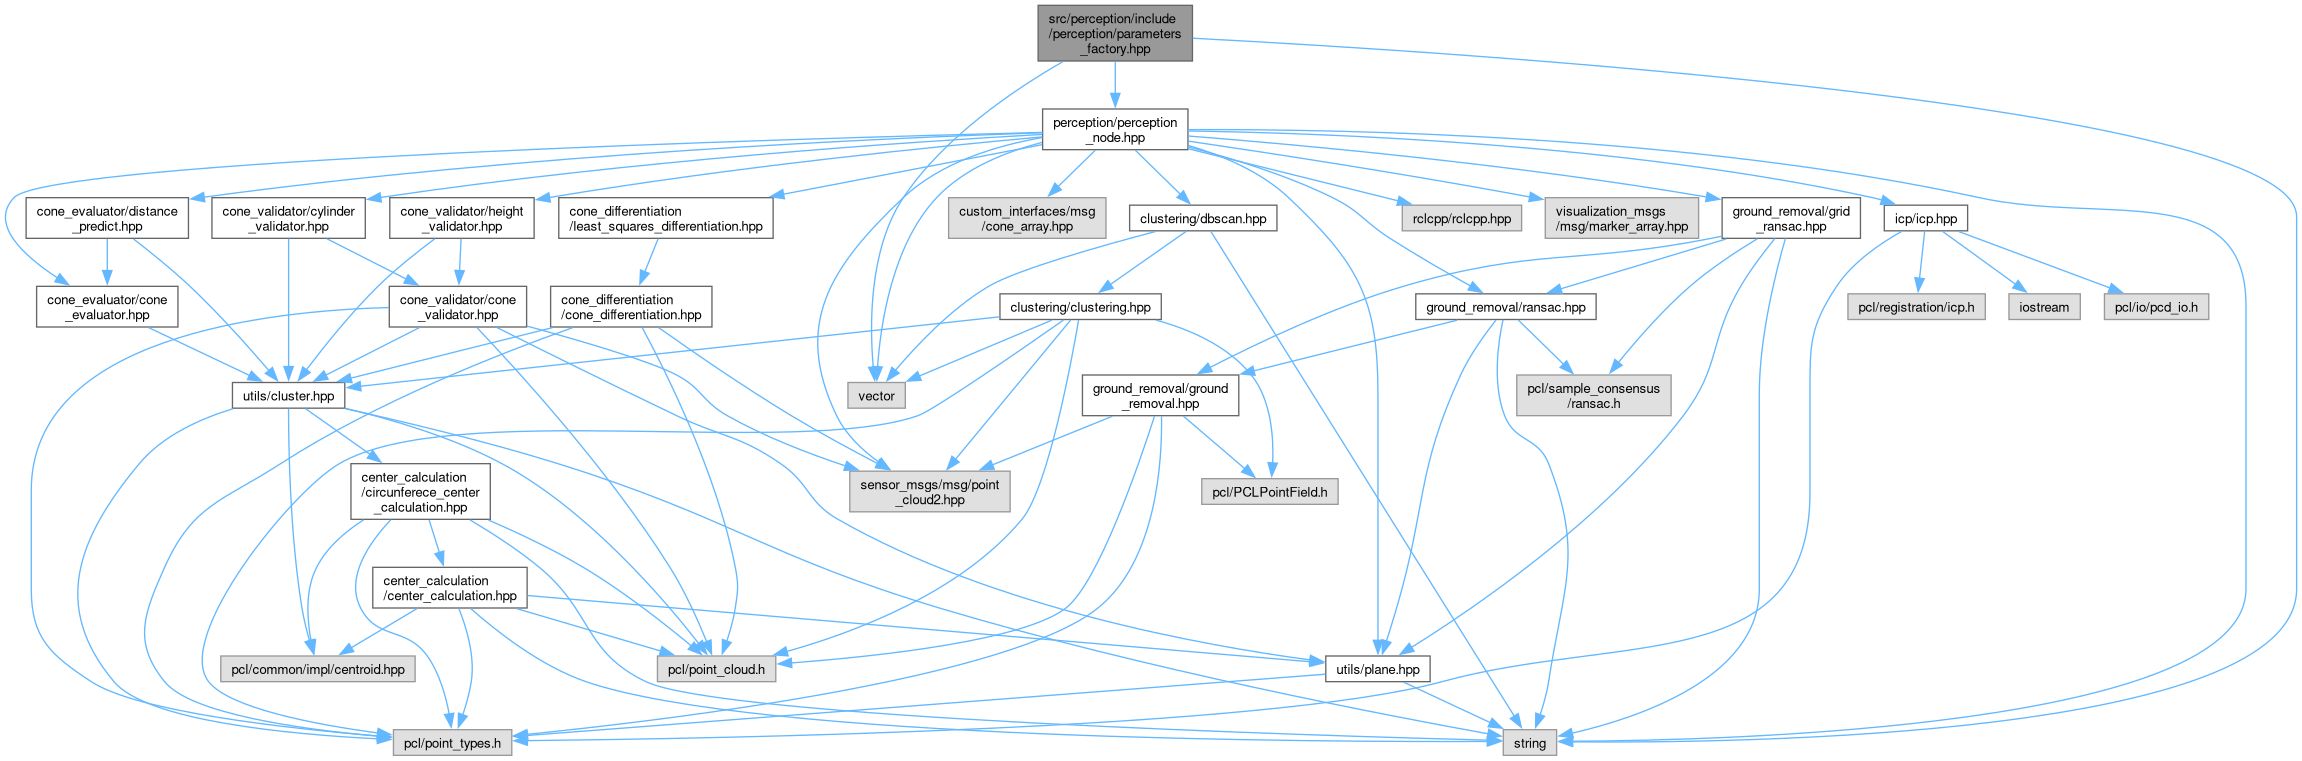 src/perception/include
/perception/parameters
_factory.hpp
perception/perception
_node.hpp
cone_evaluator/distance
_predict.hpp
cone_validator/cylinder
_validator.hpp
cone_validator/height
_validator.hpp
cone_differentiation
/least_squares_differentiation.hpp
custom_interfaces/msg
/cone_array.hpp
clustering/dbscan.hpp
rclcpp/rclcpp.hpp
visualization_msgs
/msg/marker_array.hpp
ground_removal/grid
_ransac.hpp
icp/icp.hpp
cone_evaluator/cone
_evaluator.hpp
cone_validator/cone
_validator.hpp
cone_differentiation
/cone_differentiation.hpp
clustering/clustering.hpp
ground_removal/ransac.hpp
pcl/registration/icp.h
iostream
pcl/io/pcd_io.h
utils/cluster.hpp
vector
ground_removal/ground
_removal.hpp
pcl/sample_consensus
/ransac.h
center_calculation
/circunferece_center
_calculation.hpp
sensor_msgs/msg/point
_cloud2.hpp
pcl/PCLPointField.h
center_calculation
/center_calculation.hpp
pcl/common/impl/centroid.hpp
pcl/point_cloud.h
utils/plane.hpp
pcl/point_types.h
string